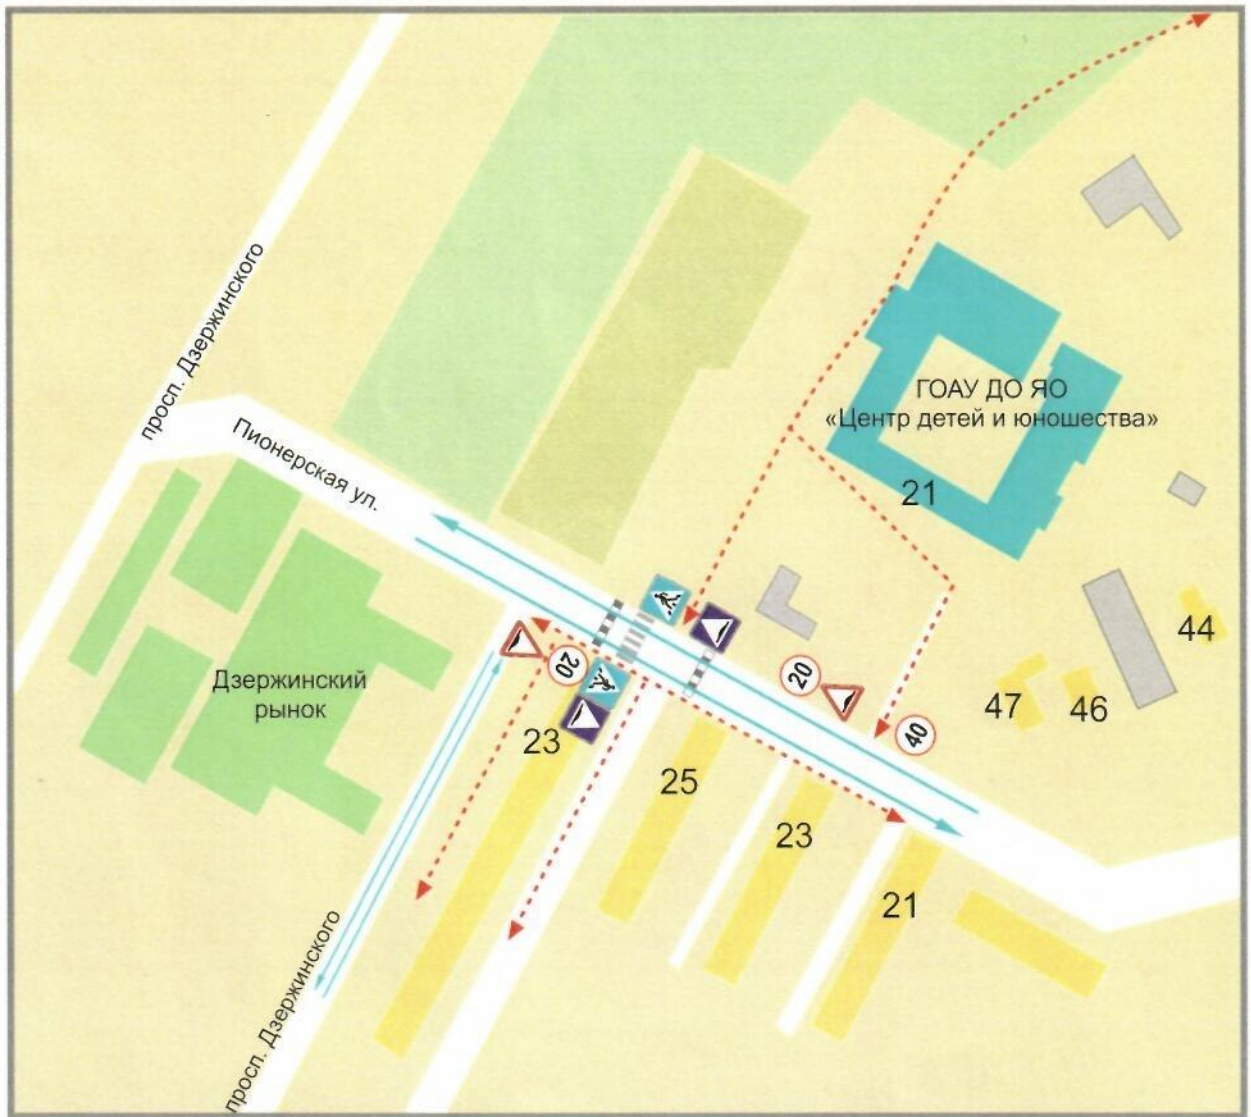 просп. Дзержинского
Пионерская ул.
ГОАУ ДО ЯО
«Центр детей и юношества»
21
44
47
46
20
20
40
Дзержинский
рынок
23
25
23
21
просп. Дзержинского